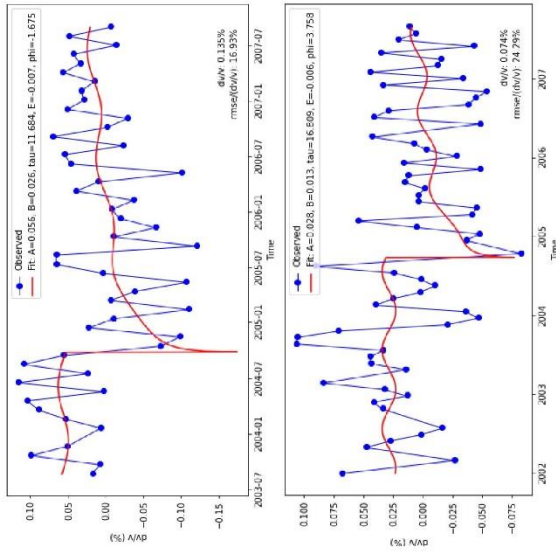 Observed
Fit: A=0.056, B=0.026, tau=11.684, E=-0.007, phi=-1.675
dv/v: 0.135%
rmse/(dv/v): 16.93%
0.10
0.05
0.00
−0.05
−0.10
−0.15
dv/v (%)
2003-07
2004-01
2004-07
2005-01
2005-07
2006-01
2006-07
2007-01
2007-07
Time
Observed
Fit: A=0.028, B=0.013, tau=16.809, E=-0.006, phi=3.758
dv/v: 0.074%
rmse/(dv/v): 24.29%
0.100
0.075
0.050
0.025
0.000
−0.025
−0.050
−0.075
dv/v (%)
2002
2003
2004
2005
2006
2007
Time